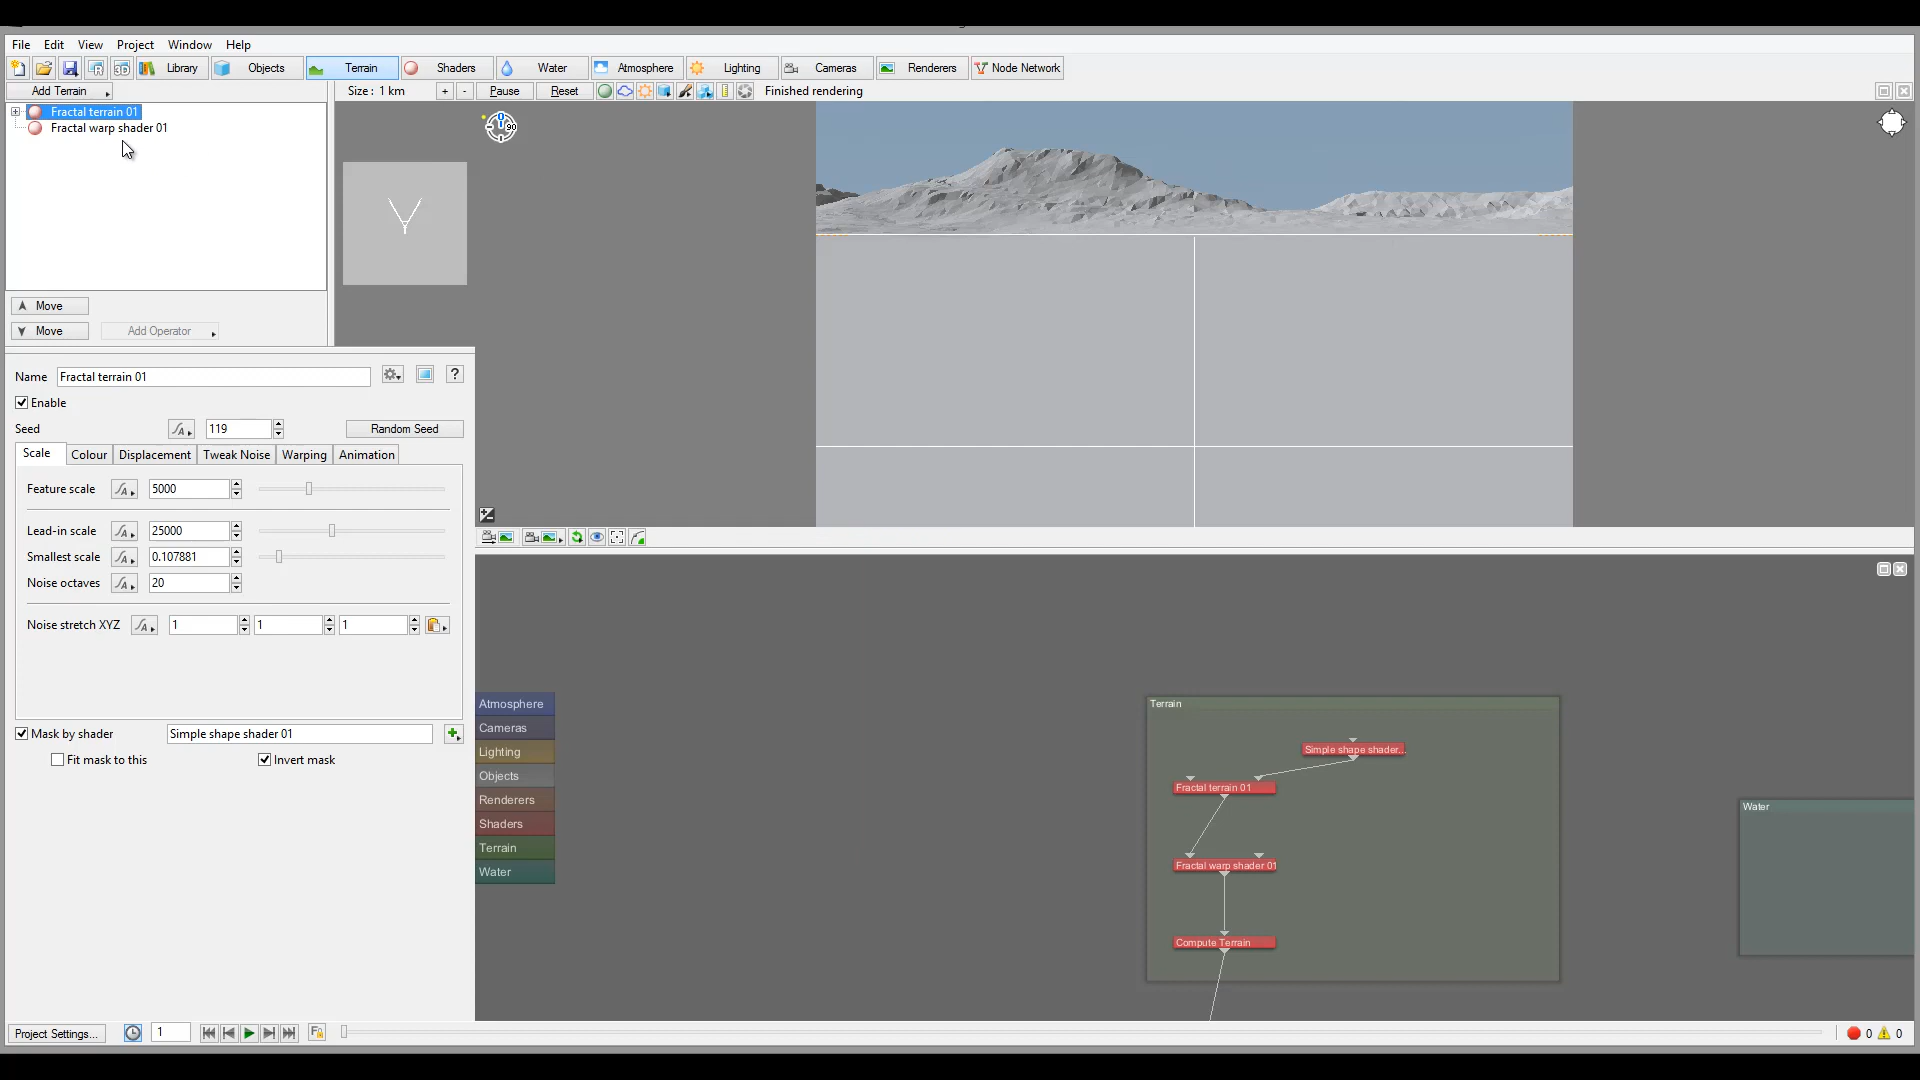 File Edit View Project Window Help
Library Objects Terrain Shaders Water Atmosphere Lighting Cameras Renderers Node Network
Add Terrain Size : 1 km + - Pause Reset Finished rendering
Fractal terrain 01
Fractal warp shader 01
90
Move
Move Add Operator
Name Fractal terrain 01 ?
Enable
Seed 119 Random Seed
Scale Colour Displacement Tweak Noise Warping Animation
Feature scale 5000
Lead-in scale 25000
Smallest scale 0.107881
Noise octaves 20
Noise stretch XYZ 1 1 1
Mask by shader Simple shape shader 01
Fit mask to this Invert mask
Atmosphere
Cameras
Lighting
Objects
Renderers
Shaders
Terrain
Water
Terrain
Simple shape shader...
Fractal terrain 01
Fractal warp shader 01
Compute Terrain
Water
Project Settings... 1 0 0